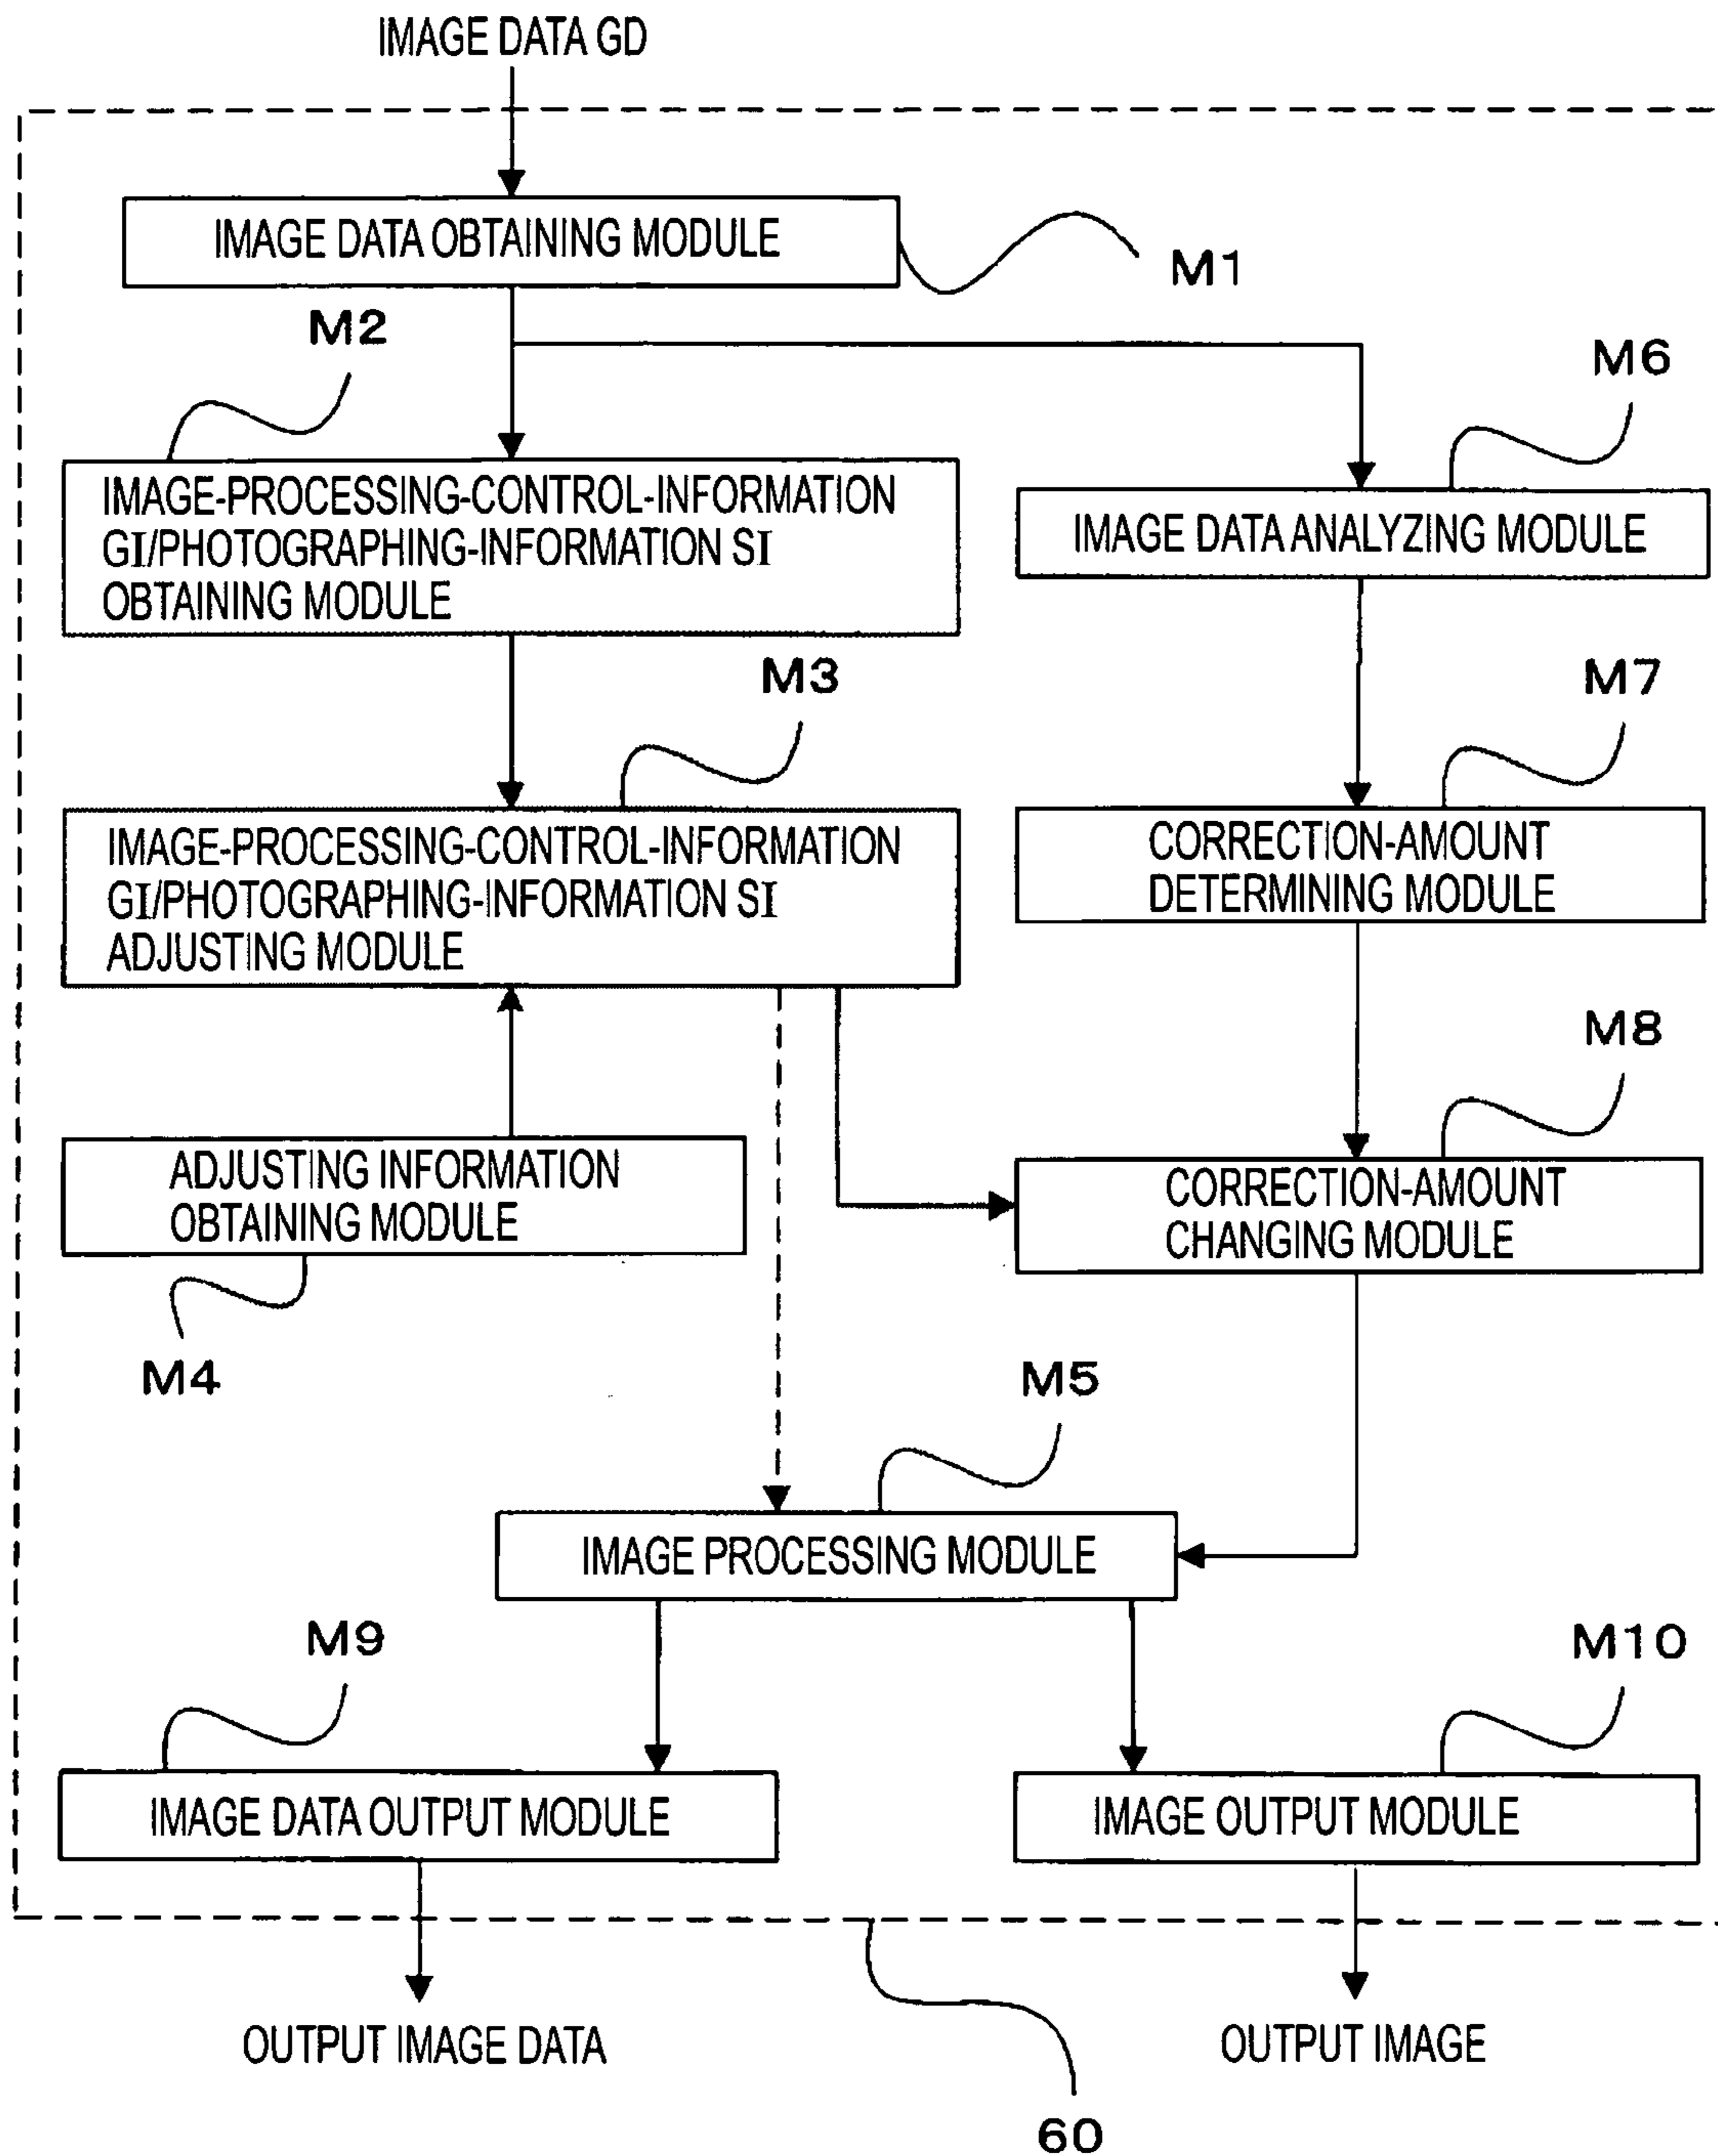 IMAGE DATA GD
IMAGE DATA OBTAINING MODULE
M1
M2
M6
IMAGE-PROCESSING-CONTROL-INFORMATION
GI/PHOTOGRAPHING-INFORMATION SI
OBTAINING MODULE
IMAGE DATA ANALYZING MODULE
M3
M7
IMAGE-PROCESSING-CONTROL-INFORMATION
GI/PHOTOGRAPHING-INFORMATION SI
ADJUSTING MODULE
CORRECTION-AMOUNT
DETERMINING MODULE
M8
ADJUSTING INFORMATION
OBTAINING MODULE
CORRECTION-AMOUNT
CHANGING MODULE
M4
M5
IMAGE PROCESSING MODULE
M9
M10
IMAGE DATA OUTPUT MODULE
IMAGE OUTPUT MODULE
OUTPUT IMAGE DATA
OUTPUT IMAGE
60